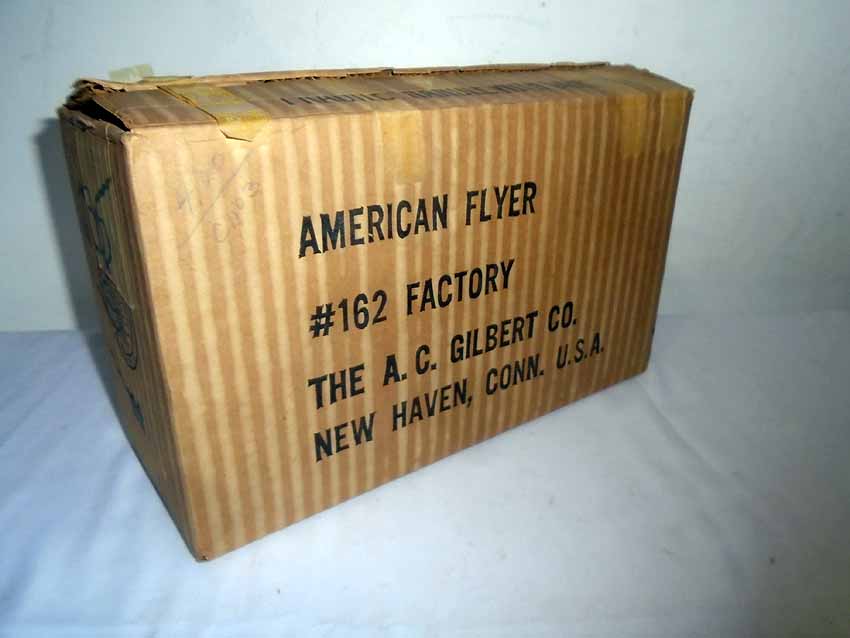 AMERICAN FLYER
#162 FACTORY
THE A. C. GILBERT CO.
NEW HAVEN, CONN. U.S.A.